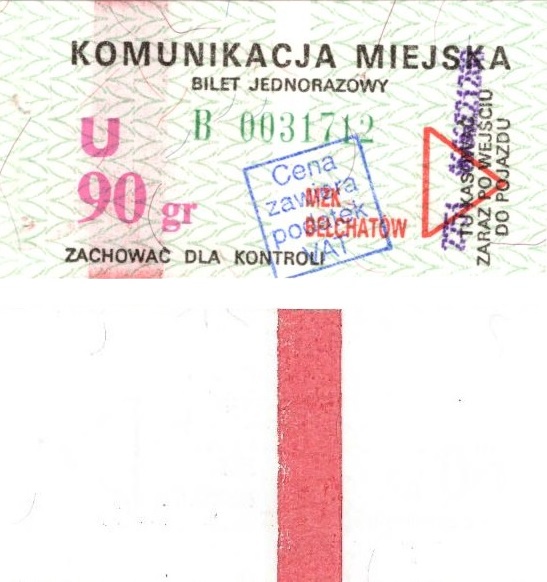 KOMUNIKACJA MIEJSKA
BILET JEDNORAZOWY
B 0031712
U
90 gr
Cena
zawiera
podatek
VAT
MZK
BEŁCHATÓW
ZACHOWAĆ DLA KONTROLI
TU KASOWAĆ
ZARAZ PO WEJŚCIU
DO POJAZDU